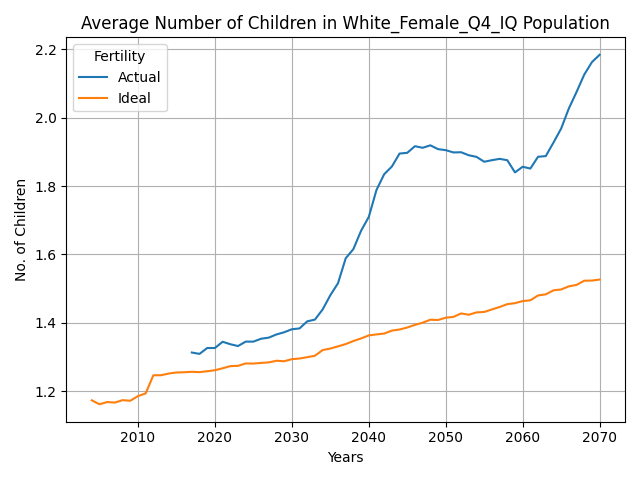 Average Number of Children in White_Female_Q4_IQ Population
Fertility
Actual
Ideal
No. of Children
2.2
2.0
1.8
1.6
1.4
1.2
2010 2020 2030 2040 2050 2060 2070
Years